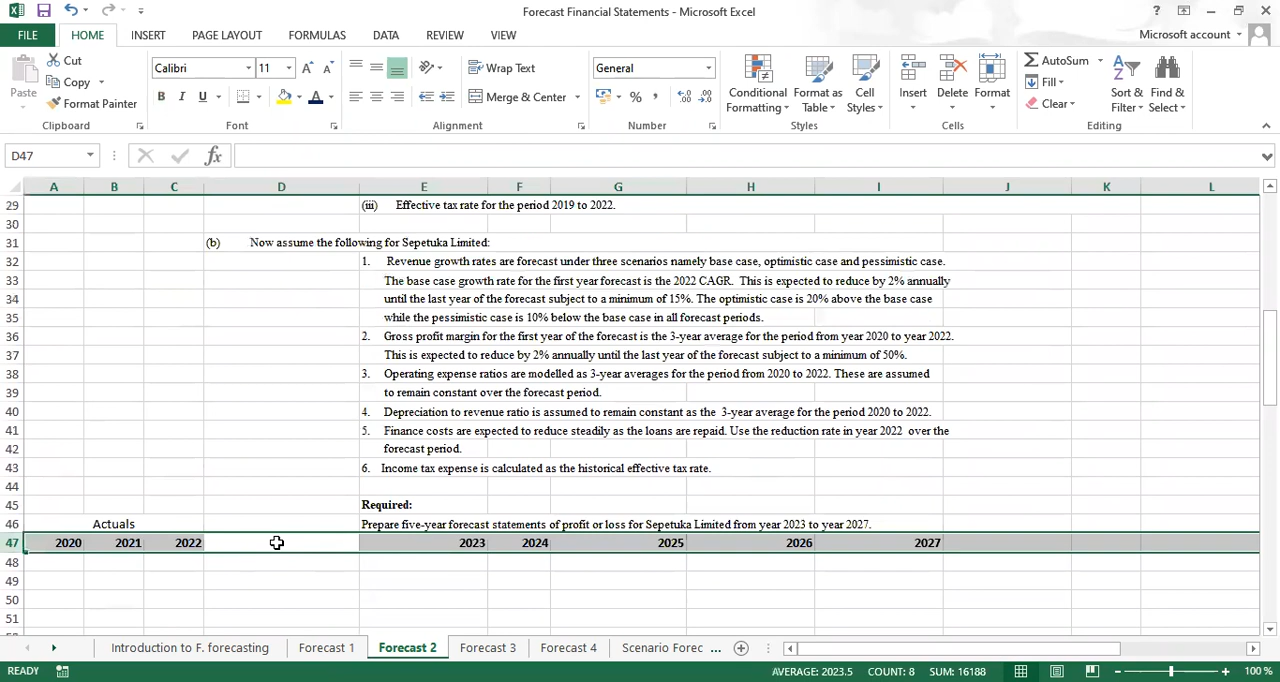 Forecast Financial Statements - Microsoft Excel
FILE HOME INSERT PAGE LAYOUT FORMULAS DATA REVIEW VIEW Microsoft account
Paste Cut Copy Format Painter
Calibri 11 Wrap Text General
B I U Merge & Center %
Conditional Formatting Format as Table Cell Styles Insert Delete Format
AutoSum Fill Clear Sort & Filter Find & Select
Clipboard Font Alignment Number Styles Cells Editing
D47 fx
A B C D E F G H I J K L
29 (iii) Effective tax rate for the period 2019 to 2022.
30
31 (b) Now assume the following for Sepetuka Limited:
32 1. Revenue growth rates are forecast under three scenarios namely base case, optimistic case and pessimistic case.
33 The base case growth rate for the first year forecast is the 2022 CAGR. This is expected to reduce by 2% annually
34 until the last year of the forecast subject to a minimum of 15%. The optimistic case is 20% above the base case
35 while the pessimistic case is 10% below the base case in all forecast periods.
36 2. Gross profit margin for the first year of the forecast is the 3-year average for the period from year 2020 to year 2022.
37 This is expected to reduce by 2% annually until the last year of the forecast subject to a minimum of 50%.
38 3. Operating expense ratios are modelled as 3-year averages for the period from 2020 to 2022. These are assumed
39 to remain constant over the forecast period.
40 4. Depreciation to revenue ratio is assumed to remain constant as the 3-year average for the period 2020 to 2022.
41 5. Finance costs are expected to reduce steadily as the loans are repaid. Use the reduction rate in year 2022 over the
42 forecast period.
43 6. Income tax expense is calculated as the historical effective tax rate.
44
45 Required:
46 Actuals Prepare five-year forecast statements of profit or loss for Sepetuka Limited from year 2023 to year 2027.
47 2020 2021 2022 2023 2024 2025 2026 2027
48
49
50
51
Introduction to F. forecasting Forecast 1 Forecast 2 Forecast 3 Forecast 4 Scenario Forec ...
READY AVERAGE: 2023.5 COUNT: 8 SUM: 16188 100 %